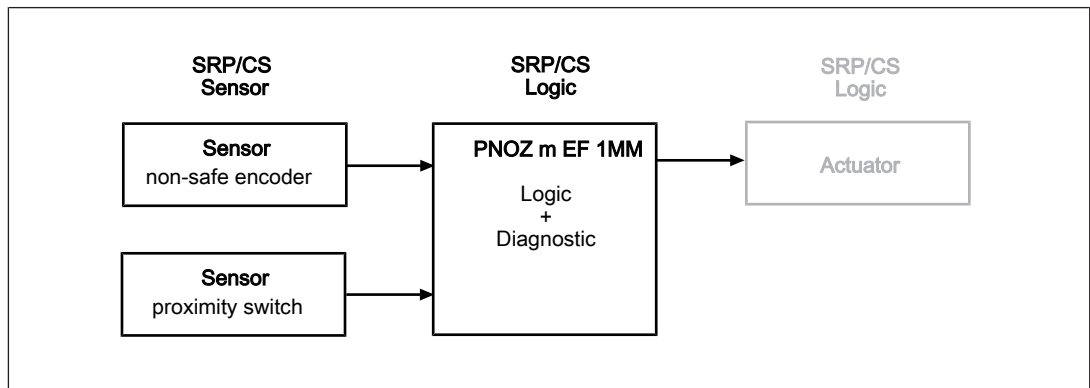 SRP/CS
Sensor
SRP/CS
Logic
SRP/CS
Logic
Sensor
non-safe encoder
PNOZ m EF 1MM
Logic
+
Diagnostic
Actuator
Sensor
proximity switch